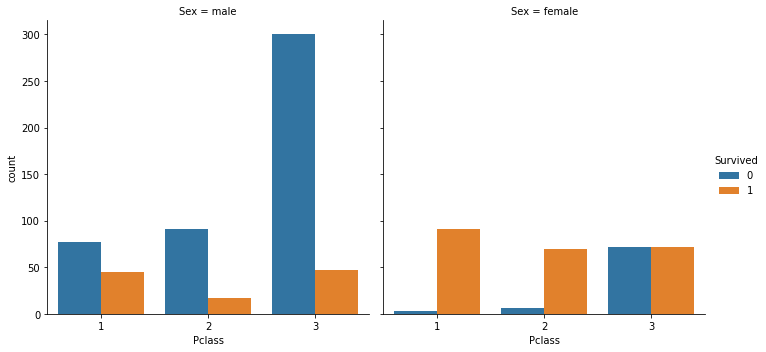 Sex = male
Sex = female
300
250
200
150
100
50
0
count
1 2 3
Pclass
1 2 3
Pclass
Survived
0
1